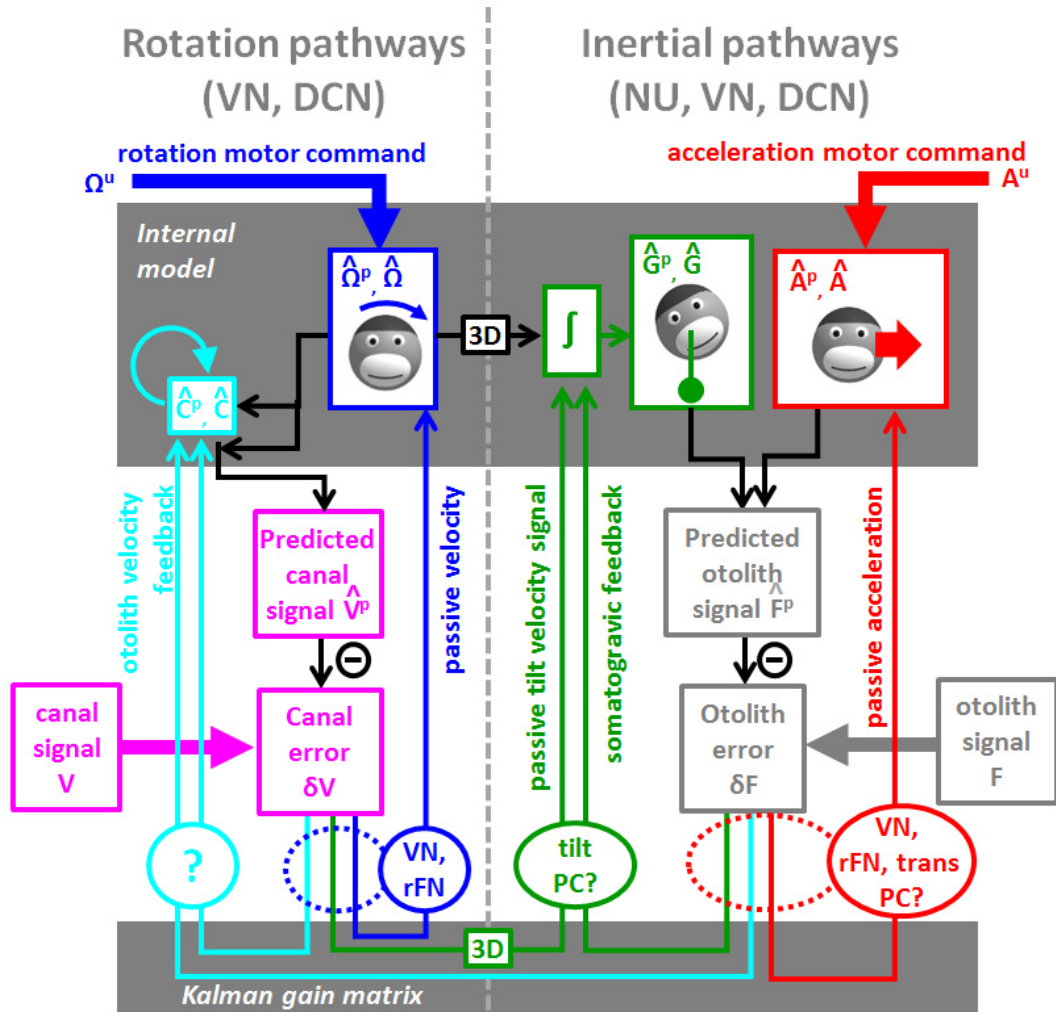 Rotation pathways
(VN, DCN)
Inertial pathways
(NU, VN, DCN)
rotation motor command
Ωᵘ
acceleration motor command
Aᵘ
Internal
model
Ω̂ᵖ, Ω̂
Ĝᵖ, Ĝ
Âᵖ, Â
3D
∫
Ĉᵖ, Ĉ
otolith velocity
feedback
Predicted
canal
signal V̂ᵖ
passive velocity
passive tilt velocity signal
somatogravic feedback
Predicted
otolith
signal F̂ᵖ
passive acceleration
−
−
canal
signal
V
Canal
error
δV
Otolith
error
δF
otolith
signal
F
?
VN,
rFN
tilt
PC?
VN,
rFN, trans
PC?
3D
Kalman gain matrix